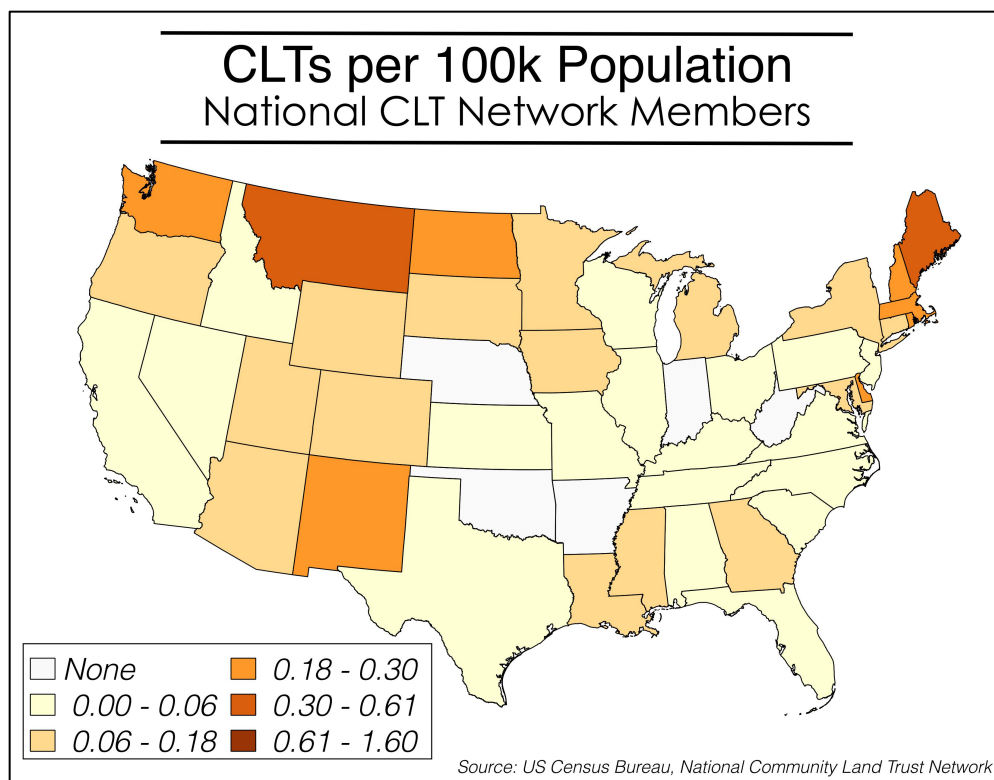 CLTs per 100k Population
National CLT Network Members
None
0.00 - 0.06
0.06 - 0.18
0.18 - 0.30
0.30 - 0.61
0.61 - 1.60
Source: US Census Bureau, National Community Land Trust Network